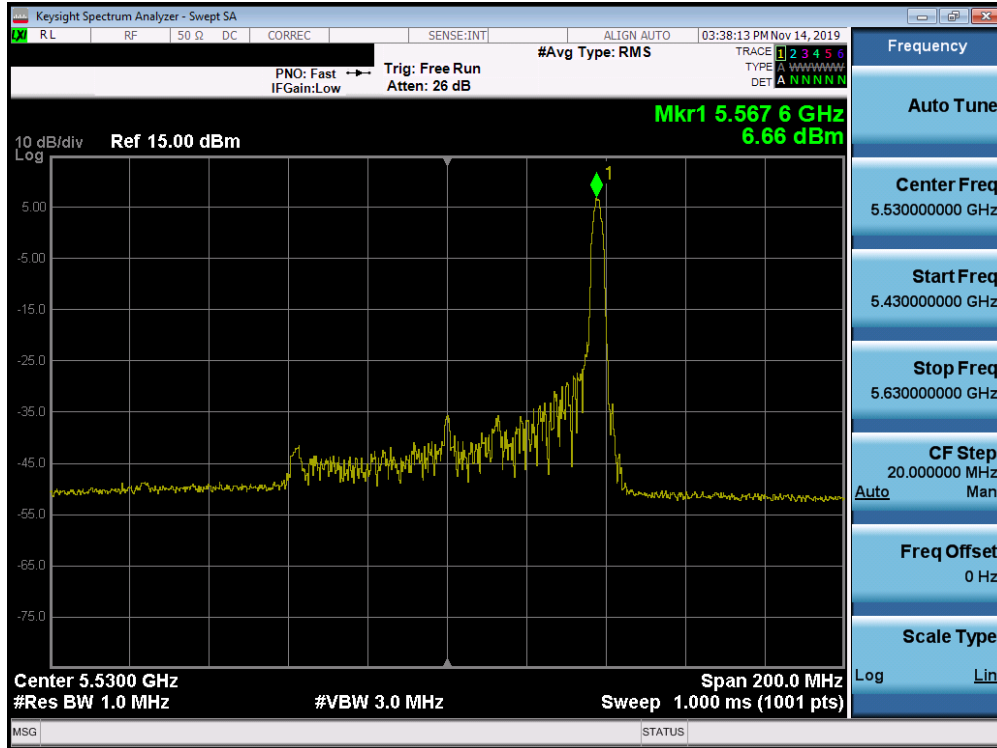 Keysight Spectrum Analyzer - Swept SA
LXI RL RF 50 Ω DC CORREC SENSE:INT ALIGN AUTO 03:38:13 PM Nov 14, 2019
#Avg Type: RMS
TRACE 1 2 3 4 5 6
TYPE A WWWWW
DET A N N N N N
PNO: Fast
IFGain:Low
Trig: Free Run
Atten: 26 dB
Mkr1 5.567 6 GHz
6.66 dBm
10 dB/div
Log
Ref 15.00 dBm
1
5.00
-5.00
-15.0
-25.0
-35.0
-45.0
-55.0
-65.0
-75.0
Center 5.5300 GHz
#Res BW 1.0 MHz
#VBW 3.0 MHz
Span 200.0 MHz
Sweep 1.000 ms (1001 pts)
MSG
STATUS
Frequency
Auto Tune
Center Freq
5.530000000 GHz
Start Freq
5.430000000 GHz
Stop Freq
5.630000000 GHz
CF Step
20.000000 MHz
Auto Man
Freq Offset
0 Hz
Scale Type
Log Lin